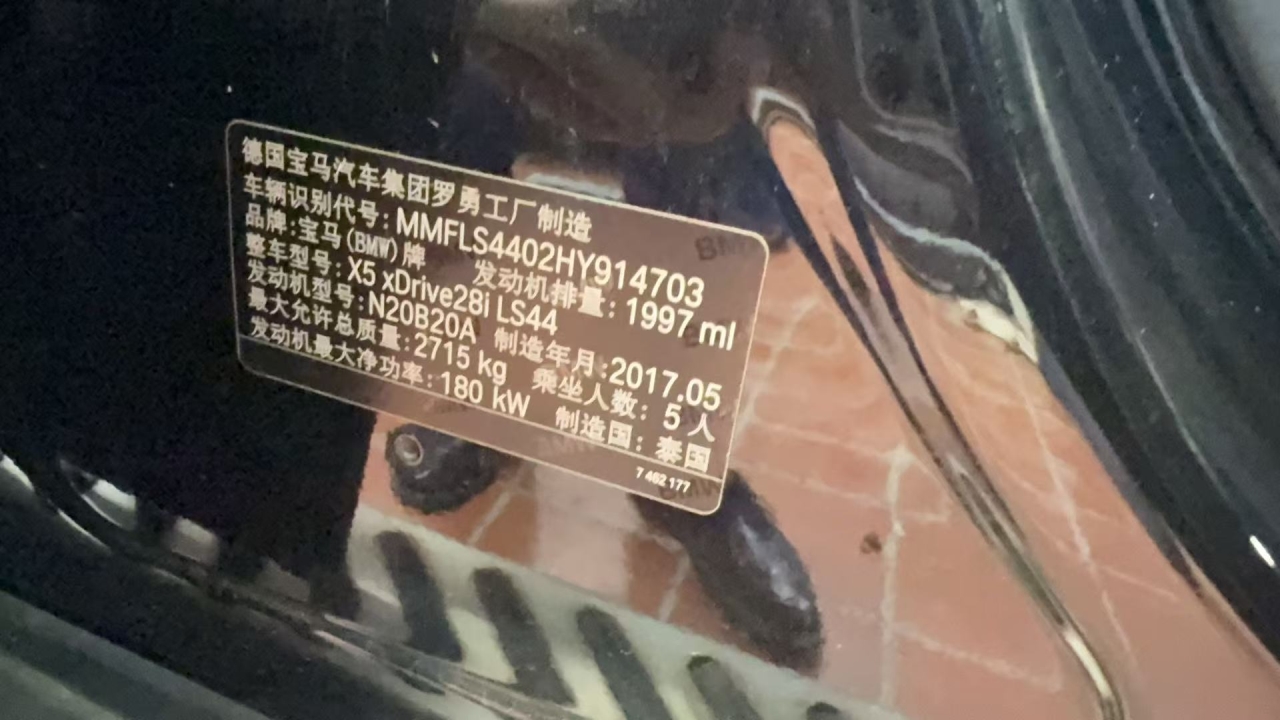 德国宝马汽车集团罗勇工厂制造
车辆识别代号: MMFLS4402HY914703
品牌: 宝马(BMW)牌 发动机排量: 1997 ml
整车型号: X5 xDrive28i LS44
发动机型号: N20B20A 制造年月: 2017.05
最大允许总质量: 2715 kg 乘坐人数: 5 人
发动机最大净功率: 180 kW 制造国: 泰国
7 462 177